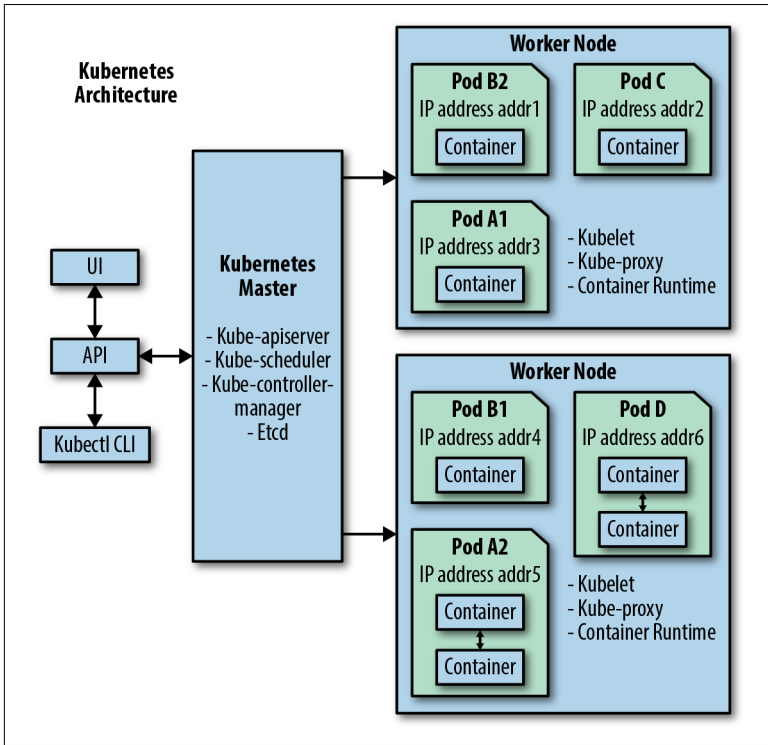 Kubernetes
Architecture
UI
API
Kubectl CLI
Kubernetes
Master
- Kube-apiserver
- Kube-scheduler
- Kube-controller-
manager
- Etcd
Worker Node
Pod B2
IP address addr1
Container
Pod C
IP address addr2
Container
Pod A1
IP address addr3
Container
- Kubelet
- Kube-proxy
- Container Runtime
Worker Node
Pod B1
IP address addr4
Container
Pod D
IP address addr6
Container
Container
Pod A2
IP address addr5
Container
Container
- Kubelet
- Kube-proxy
- Container Runtime